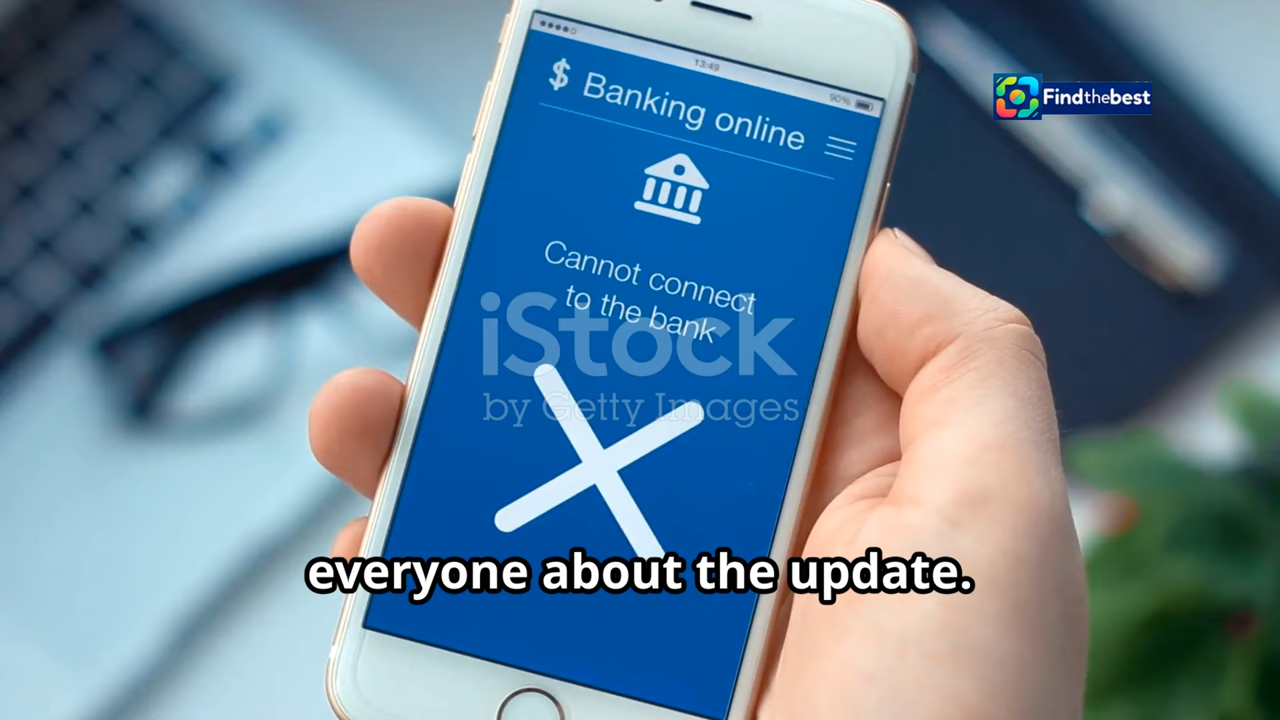 13:49
90%
$ Banking online
Findthebest
Cannot connect
to the bank
iStock
by Getty Images
everyone about the update.